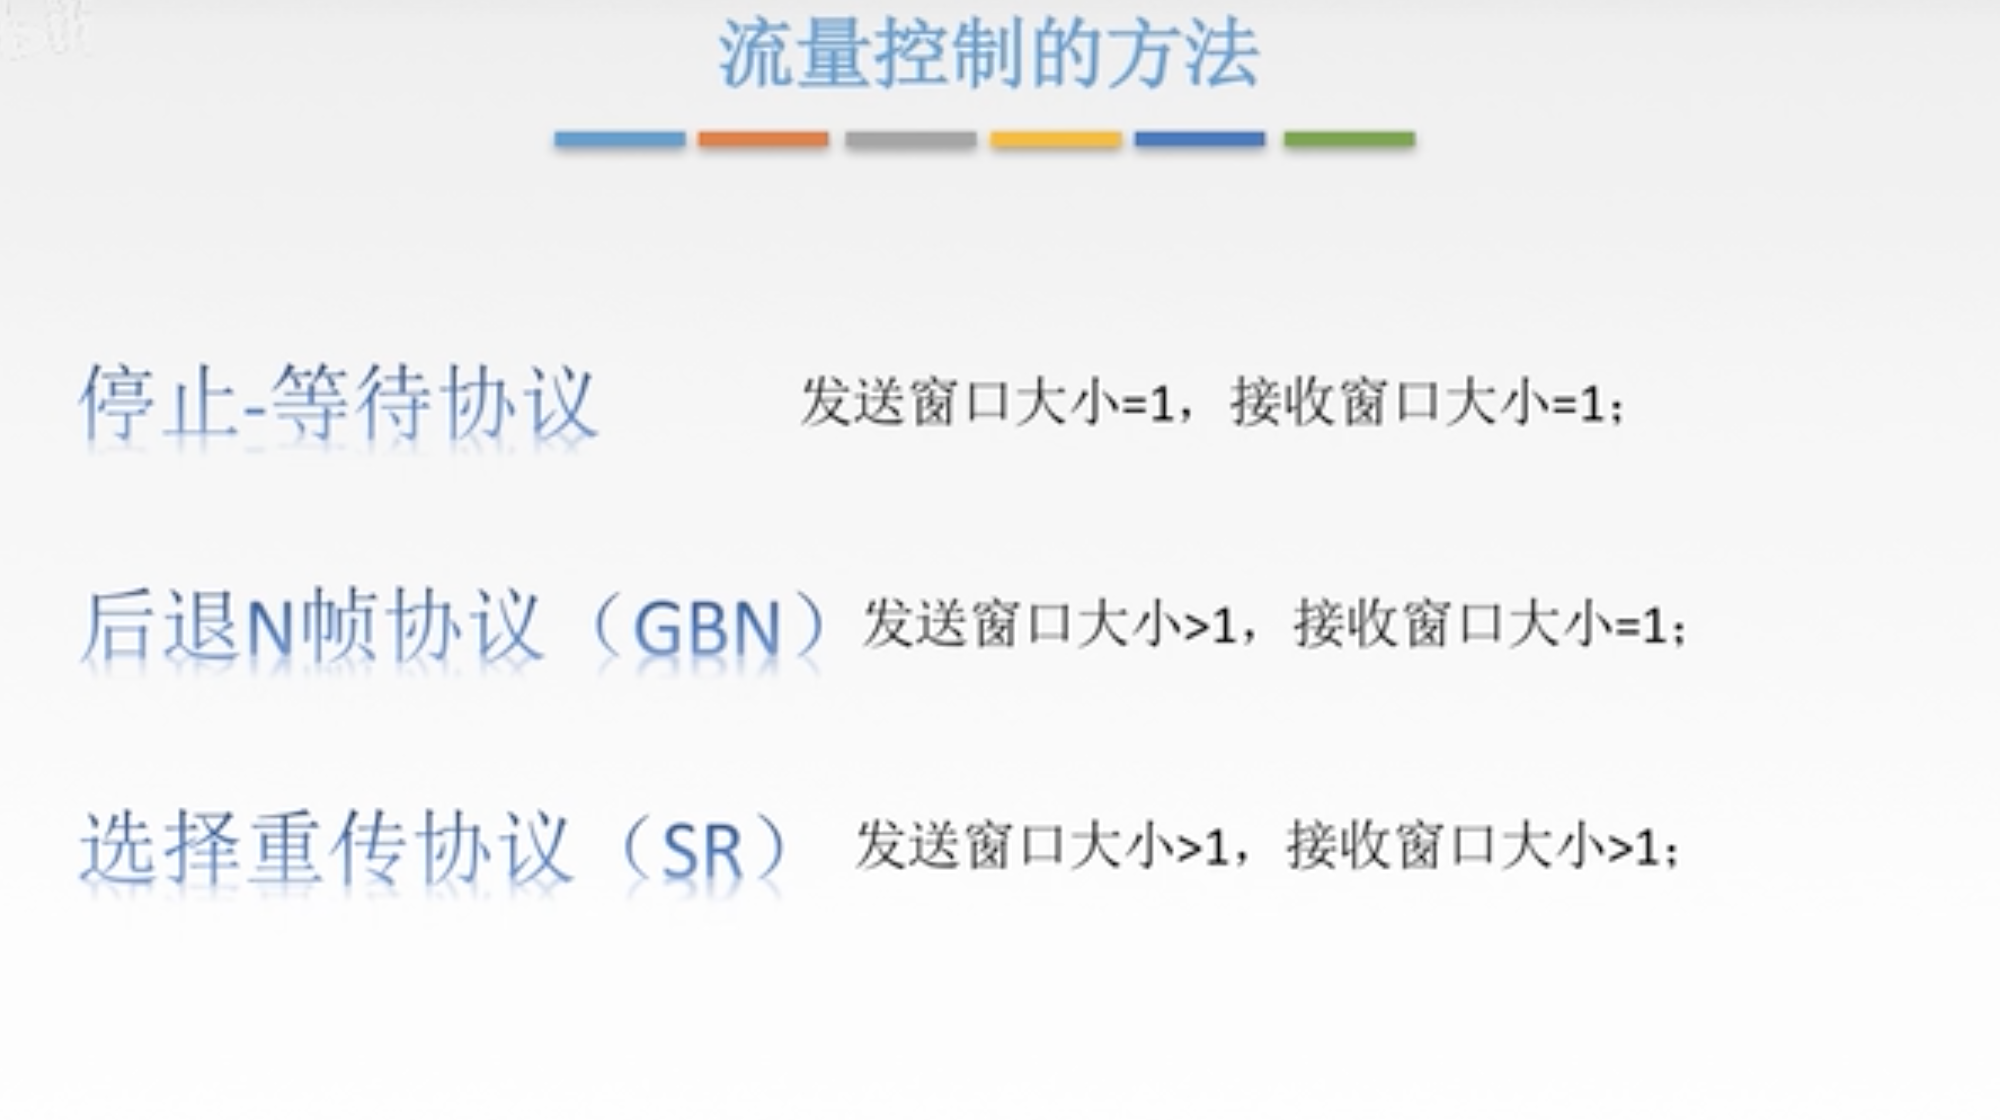 流量控制的方法
停止-等待协议 发送窗口大小=1，接收窗口大小=1；
后退N帧协议（GBN）发送窗口大小>1，接收窗口大小=1；
选择重传协议（SR） 发送窗口大小>1，接收窗口大小>1；